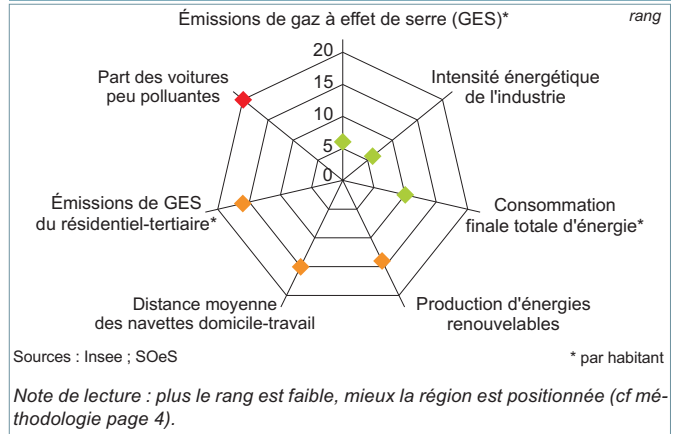 Émissions de gaz à effet de serre (GES)*
rang
20
15
10
5
0
Part des voitures
peu polluantes
Intensité énergétique
de l'industrie
Émissions de GES
du résidentiel-tertiaire*
Consommation
finale totale d'énergie*
Distance moyenne
des navettes domicile-travail
Production d'énergies
renouvelables
Sources : Insee ; SOeS
* par habitant
Note de lecture : plus le rang est faible, mieux la région est positionnée (cf mé-
thodologie page 4).